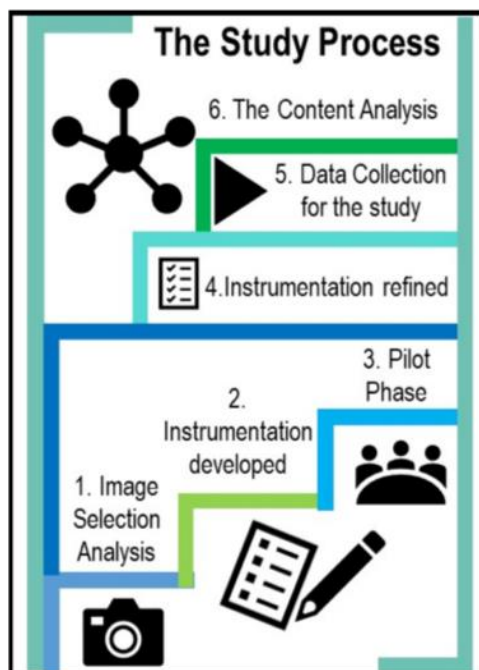 The Study Process
6. The Content Analysis
5. Data Collection
for the study
4.Instrumentation refined
3. Pilot
Phase
2.
Instrumentation
developed
1. Image
Selection
Analysis